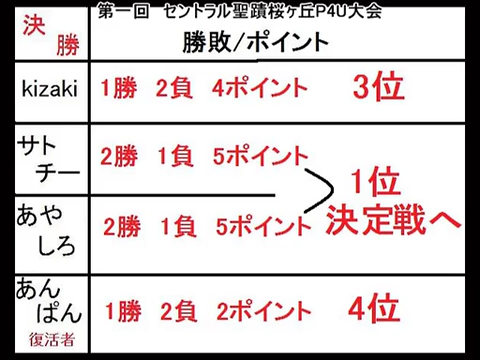 第一回 セントラル聖蹟桜ヶ丘P4U大会
決勝
勝敗/ポイント
kizaki
1勝 2負 4ポイント
3位
サト
チー
2勝 1負 5ポイント
1位
決定戦へ
あや
しろ
2勝 1負 5ポイント
あん
ぱん
復活者
1勝 2負 2ポイント
4位